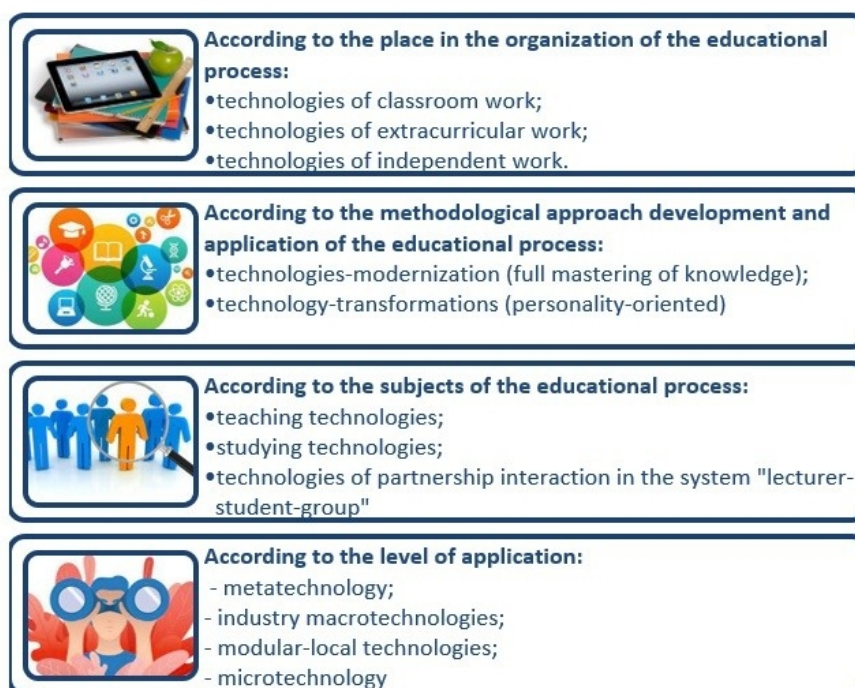 According to the place in the organization of the educational
process:
•technologies of classroom work;
•technologies of extracurricular work;
•technologies of independent work.
According to the methodological approach development and
application of the educational process:
•technologies-modernization (full mastering of knowledge);
•technology-transformations (personality-oriented)
According to the subjects of the educational process:
•teaching technologies;
•studying technologies;
•technologies of partnership interaction in the system "lecturer-
student-group"
According to the level of application:
- metatechnology;
- industry macrotechnologies;
- modular-local technologies;
- microtechnology